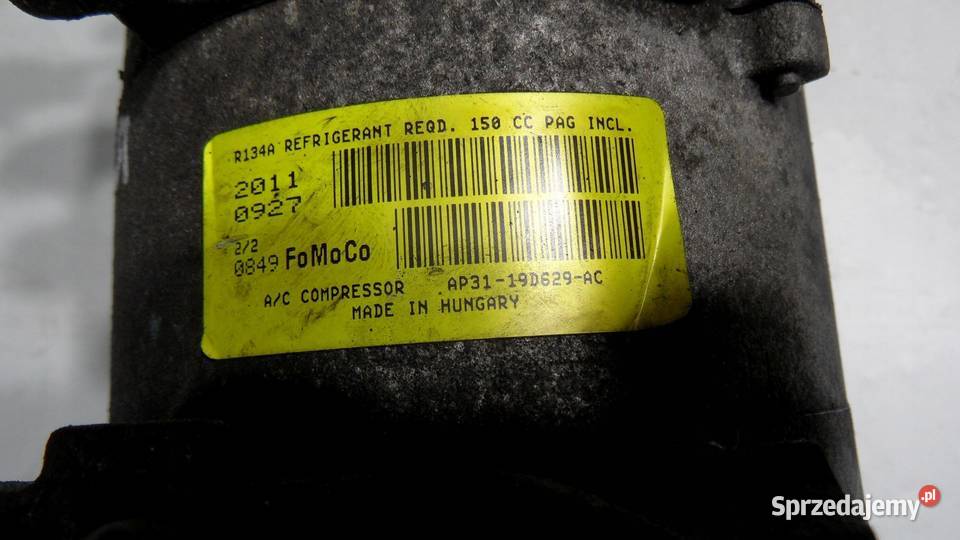 R134A REFRIGERANT REQD. 150 CC PAG INCL.
2011
0927
2/2
0849 FoMoCo
A/C COMPRESSOR AP31-19D629-AC
MADE IN HUNGARY
Sprzedajemy.pl